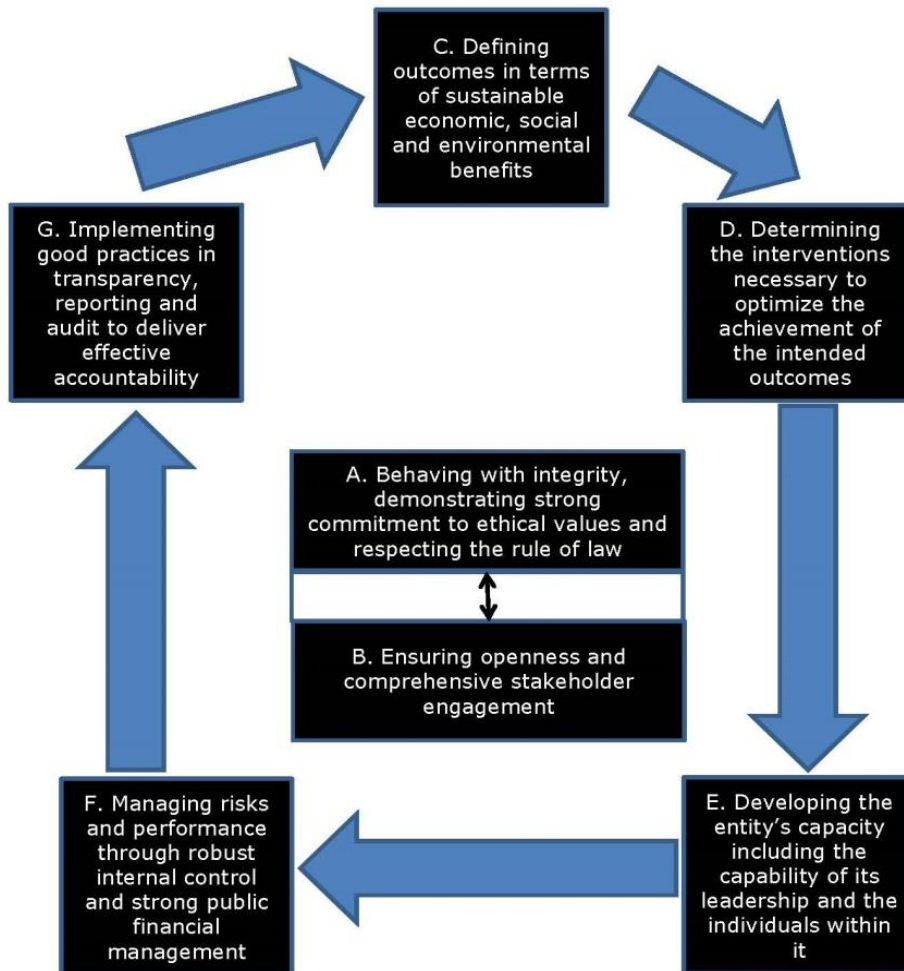 C. Defining
outcomes in terms
of sustainable
economic, social
and environmental
benefits
G. Implementing
good practices in
transparency,
reporting and
audit to deliver
effective
accountability
D. Determining
the interventions
necessary to
optimize the
achievement of
the intended
outcomes
A. Behaving with integrity,
demonstrating strong
commitment to ethical values and
respecting the rule of law
B. Ensuring openness and
comprehensive stakeholder
engagement
F. Managing risks
and performance
through robust
internal control
and strong public
financial
management
E. Developing the
entity’s capacity
including the
capability of its
leadership and the
individuals within
it